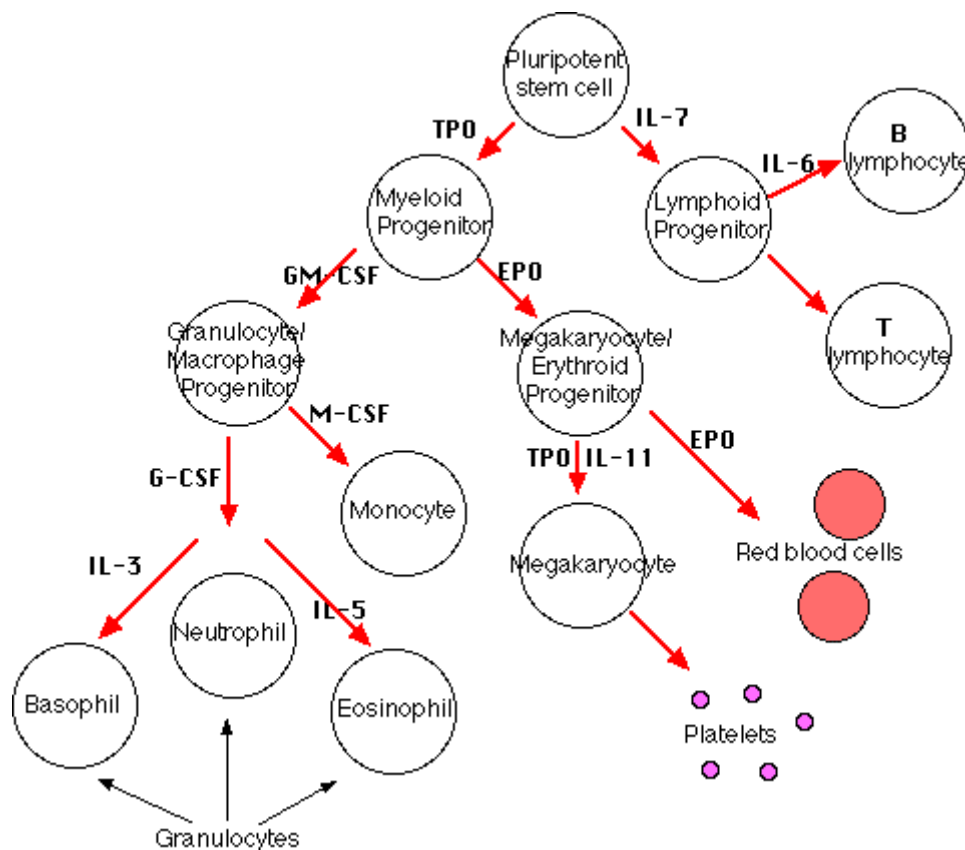 Pluripotent
stem cell
TPO
IL-7
B
lymphocyte
IL-6
Myeloid
Progenitor
Lymphoid
Progenitor
GM-CSF
EPO
T
lymphocyte
Granulocyte/
Macrophage
Progenitor
Megakaryocyte/
Erythroid
Progenitor
M-CSF
G-CSF
TPO
IL-11
EPO
Monocyte
Red blood cells
Megakaryocyte
IL-3
IL-5
Neutrophil
Basophil
Eosinophil
Platelets
Granulocytes